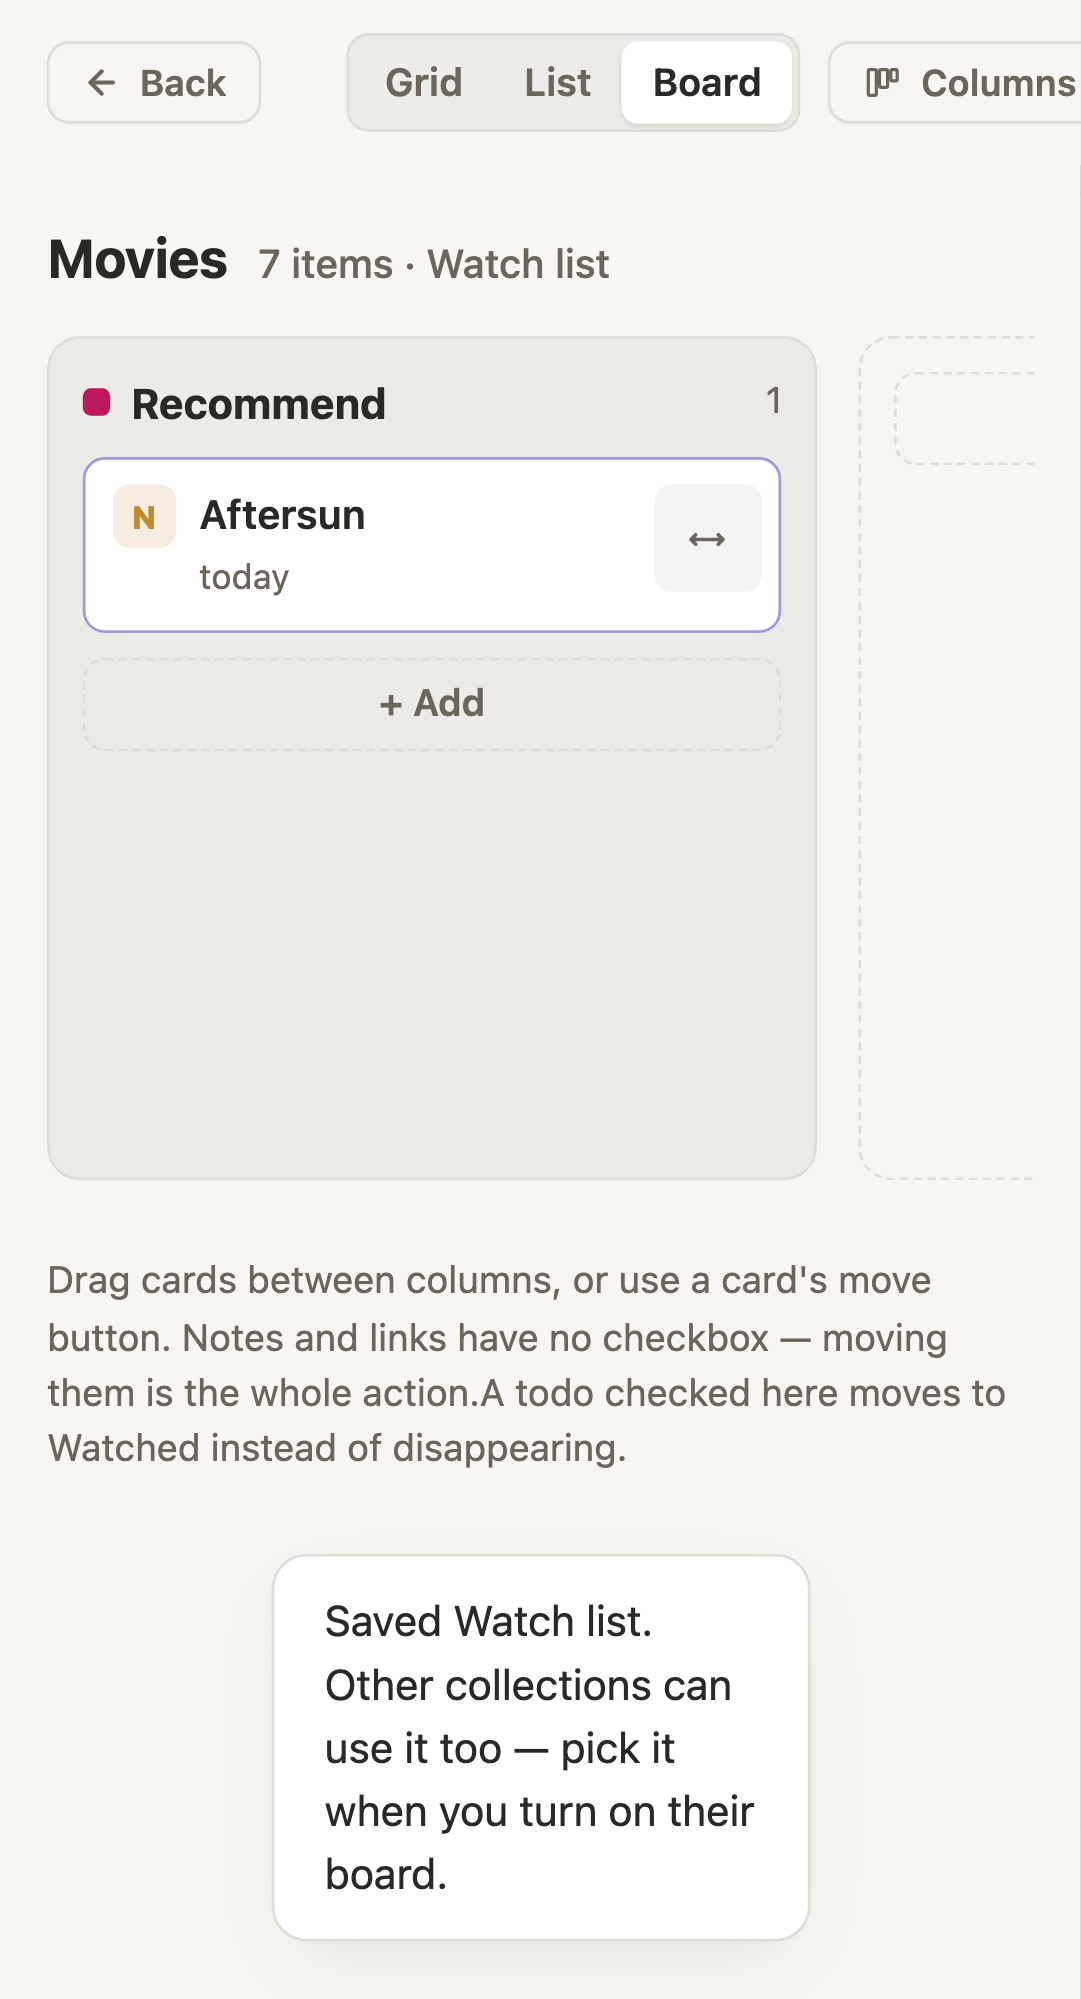 Back
Grid
List
Board
Columns
Movies 7 items · Watch list
Recommend 1
N Aftersun
today
+ Add
Drag cards between columns, or use a card's move
button. Notes and links have no checkbox — moving
them is the whole action.A todo checked here moves to
Watched instead of disappearing.
Saved Watch list.
Other collections can
use it too — pick it
when you turn on their
board.